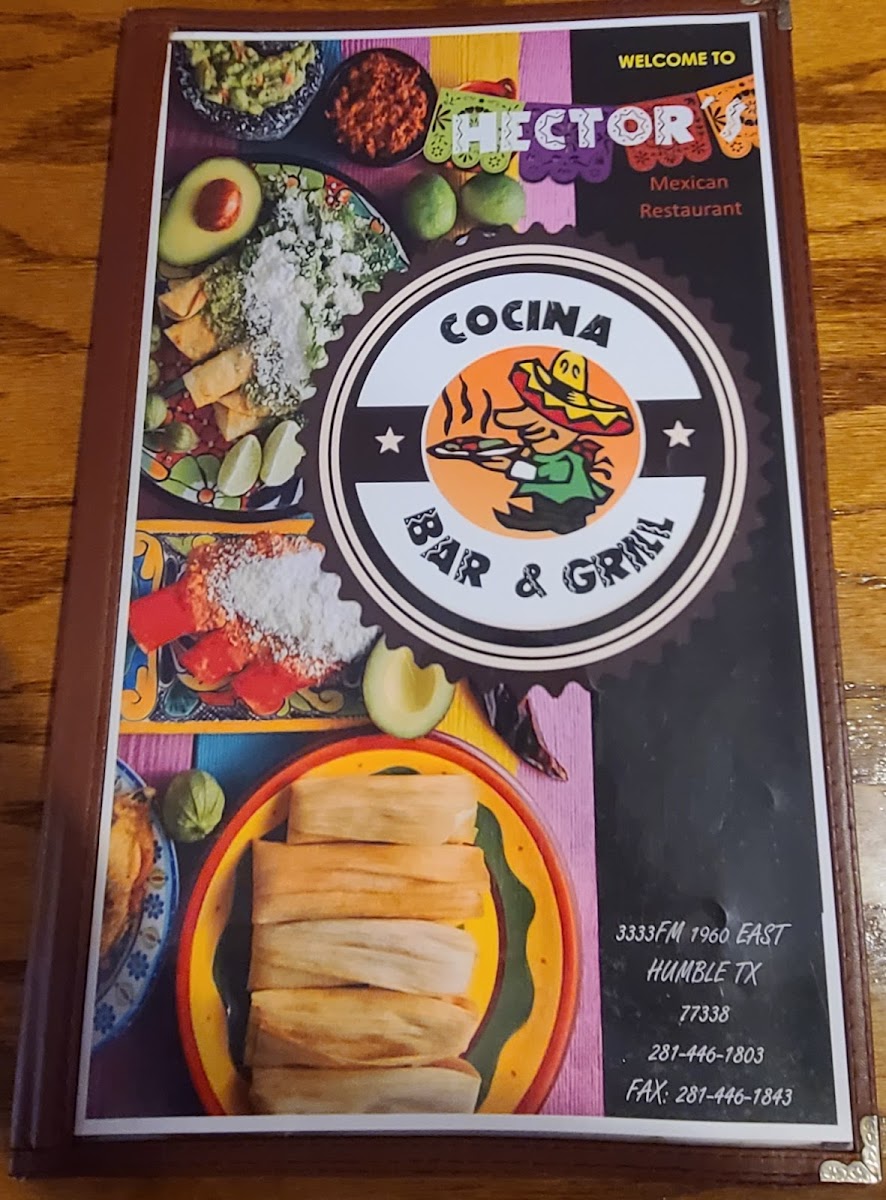 WELCOME TO
HECTOR'S
Mexican
Restaurant
COCINA
BAR & GRILL
3333FM 1960 EAST
HUMBLE TX
77338
281-446-1803
FAX: 281-446-1843